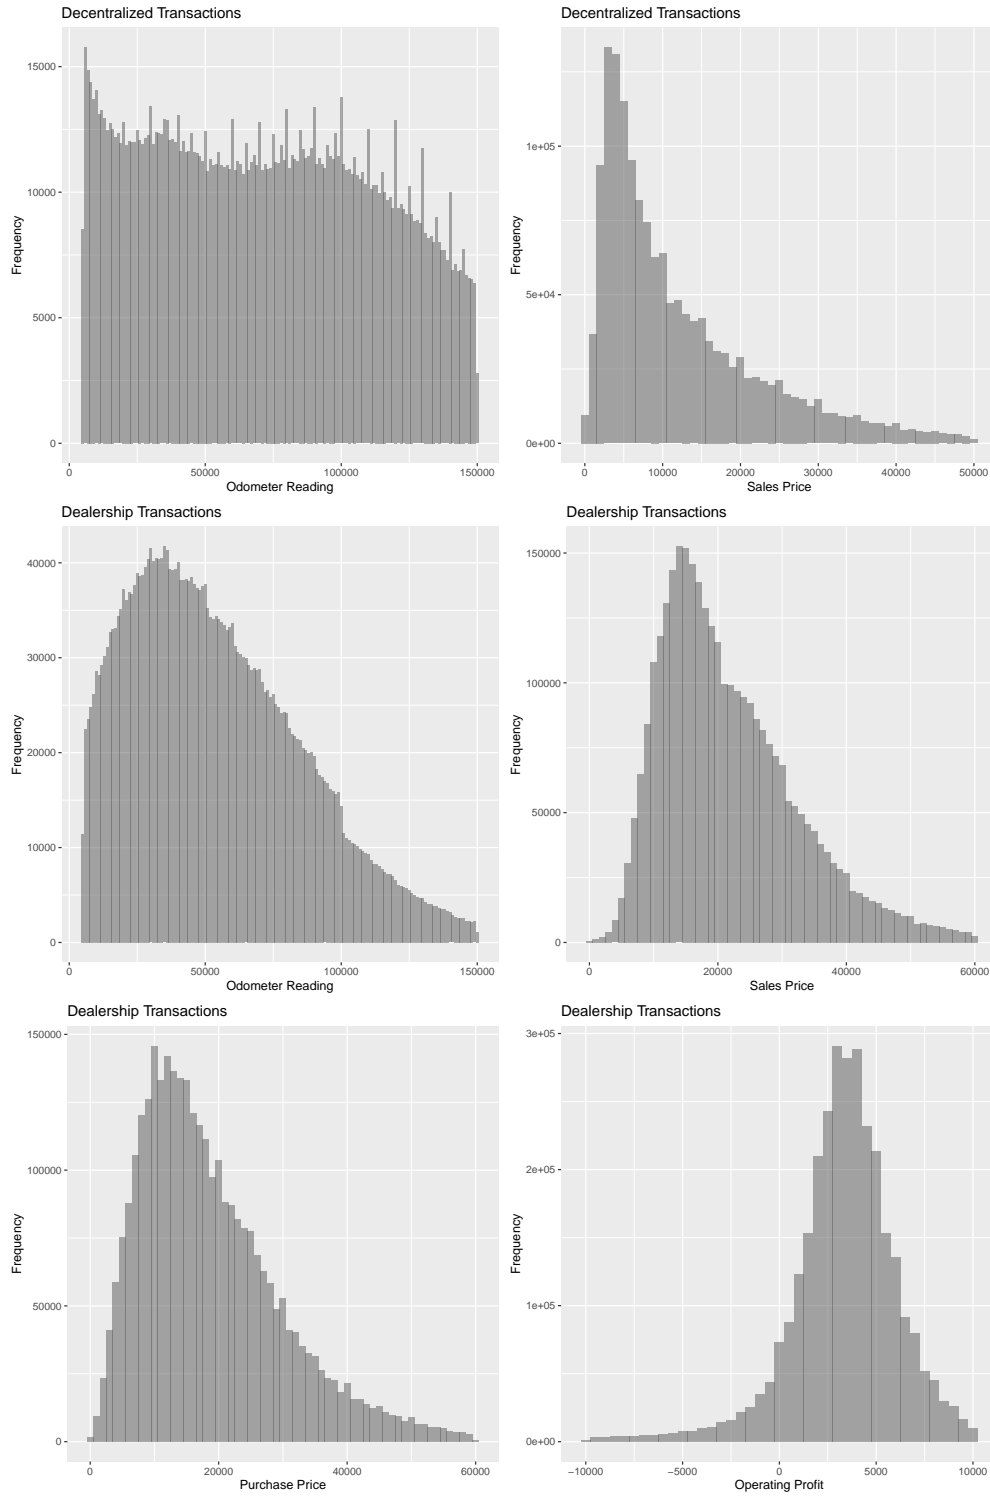 Decentralized Transactions
Frequency
15000
10000
5000
0
0 50000 100000 150000
Odometer Reading
Decentralized Transactions
Frequency
1e+05
5e+04
0e+00
0 10000 20000 30000 40000 50000
Sales Price
Dealership Transactions
Frequency
40000
30000
20000
10000
0
0 50000 100000 150000
Odometer Reading
Dealership Transactions
Frequency
150000
100000
50000
0
0 20000 40000 60000
Sales Price
Dealership Transactions
Frequency
150000
100000
50000
0
0 20000 40000 60000
Purchase Price
Dealership Transactions
Frequency
3e+05
2e+05
1e+05
0e+00
−10000 −5000 0 5000 10000
Operating Profit